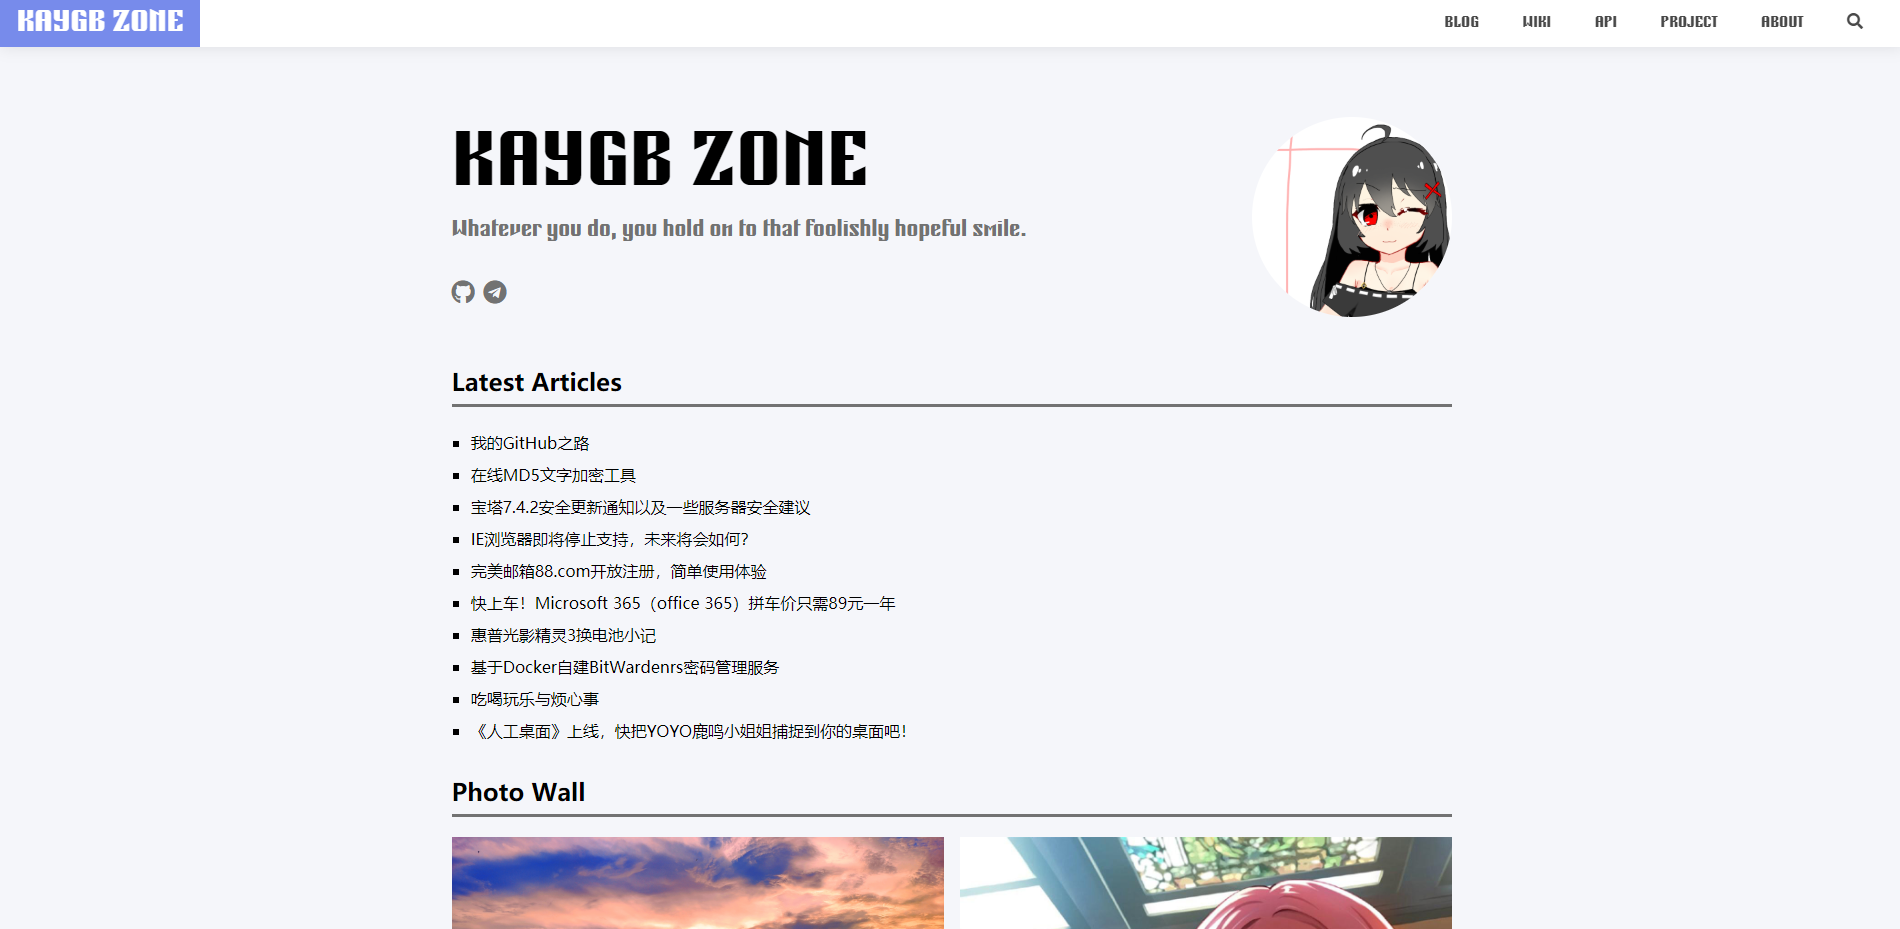 KAYGB ZONE
BLOG WIKI API PROJECT ABOUT
KAYGB ZONE
Whatever you do, you hold on to that foolishly hopeful smile.
Latest Articles
我的GitHub之路
在线MD5文字加密工具
宝塔7.4.2安全更新通知以及一些服务器安全建议
IE浏览器即将停止支持，未来将会如何？
完美邮箱88.com开放注册，简单使用体验
快上车！Microsoft 365（office 365）拼车价只需89元一年
惠普光影精灵3换电池小记
基于Docker自建BitWardenrs密码管理服务
吃喝玩乐与烦心事
《人工桌面》上线，快把YOYO鹿鸣小姐姐捕捉到你的桌面吧！
Photo Wall